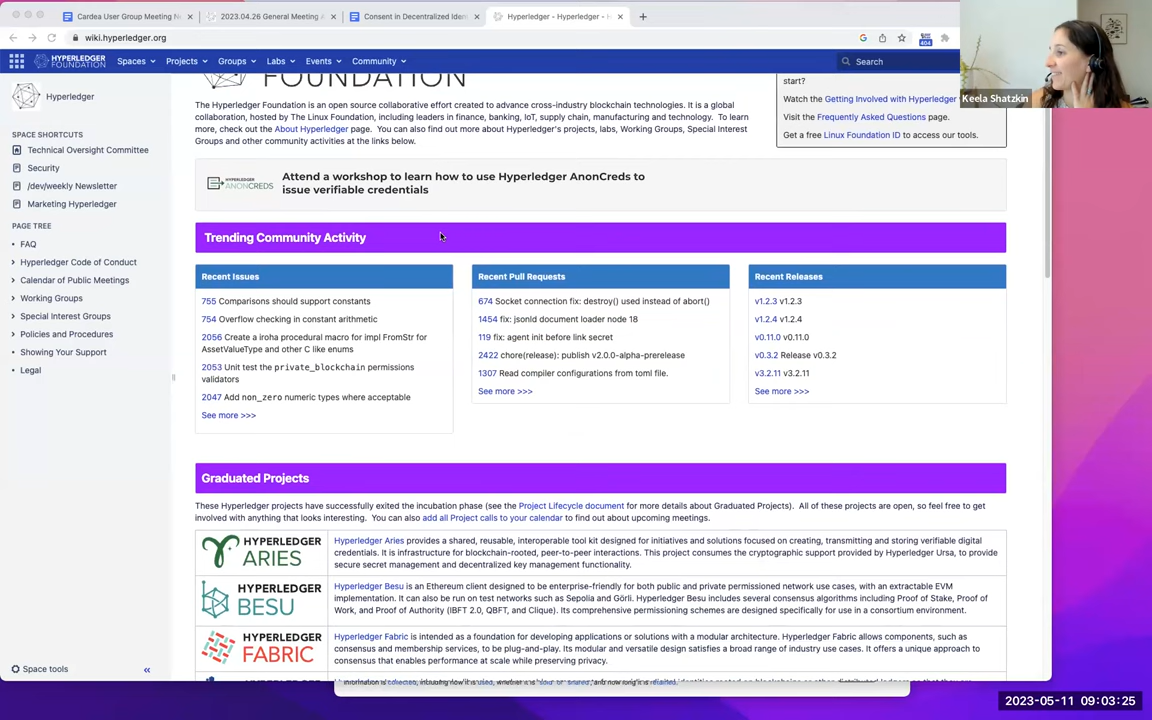 Cardea User Group Meeting N
2023.04.26 General Meeting
Consent in Decentralized Iden
Hyperledger - Hyperledger - H
wiki.hyperledger.org
HYPERLEDGER FOUNDATION
Spaces
Projects
Groups
Labs
Events
Community
Search
Keela Shatzkin
Hyperledger
SPACE SHORTCUTS
Technical Oversight Committee
Security
/dev/weekly Newsletter
Marketing Hyperledger
PAGE TREE
FAQ
Hyperledger Code of Conduct
Calendar of Public Meetings
Working Groups
Special Interest Groups
Policies and Procedures
Showing Your Support
Legal
Space tools
FOUNDATION
The Hyperledger Foundation is an open source collaborative effort created to advance cross-industry blockchain technologies. It is a global
collaboration, hosted by The Linux Foundation, including leaders in finance, banking, IoT, supply chain, manufacturing and technology. To learn
more, check out the About Hyperledger page. You can also find out more about Hyperledger's projects, labs, Working Groups, Special Interest
Groups and other community activities at the links below.
start?
Watch the Getting Involved with Hyperledger
Visit the Frequently Asked Questions page.
Get a free Linux Foundation ID to access our tools.
HYPERLEDGER
ANONCREDS
Attend a workshop to learn how to use Hyperledger AnonCreds to
issue verifiable credentials
Trending Community Activity
Recent Issues
755 Comparisons should support constants
754 Overflow checking in constant arithmetic
2056 Create a iroha procedural macro for impl FromStr for
AssetValueType and other C like enums
2053 Unit test the private_blockchain permissions
validators
2047 Add non_zero numeric types where acceptable
See more >>>
Recent Pull Requests
674 Socket connection fix: destroy() used instead of abort()
1454 fix: jsonld document loader node 18
119 fix: agent init before link secret
2422 chore(release): publish v2.0.0-alpha-prerelease
1307 Read compiler configurations from toml file.
See more >>>
Recent Releases
v1.2.3 v1.2.3
v1.2.4 v1.2.4
v0.11.0 v0.11.0
v0.3.2 Release v0.3.2
v3.2.11 v3.2.11
See more >>>
Graduated Projects
These Hyperledger projects have successfully exited the incubation phase (see the Project Lifecycle document for more details about Graduated Projects). All of these projects are open, so feel free to get
involved with anything that looks interesting. You can also add all Project calls to your calendar to find out about upcoming meetings.
HYPERLEDGER
ARIES
Hyperledger Aries provides a shared, reusable, interoperable tool kit designed for initiatives and solutions focused on creating, transmitting and storing verifiable digital
credentials. It is infrastructure for blockchain-rooted, peer-to-peer interactions. This project consumes the cryptographic support provided by Hyperledger Ursa, to provide
secure secret management and decentralized key management functionality.
HYPERLEDGER
BESU
Hyperledger Besu is an Ethereum client designed to be enterprise-friendly for both public and private permissioned network use cases, with an extractable EVM
implementation. It can also be run on test networks such as Sepolia and Görli. Hyperledger Besu includes several consensus algorithms including Proof of Stake, Proof of
Work, and Proof of Authority (IBFT 2.0, QBFT, and Clique). Its comprehensive permissioning schemes are designed specifically for use in a consortium environment.
HYPERLEDGER
FABRIC
Hyperledger Fabric is intended as a foundation for developing applications or solutions with a modular architecture. Hyperledger Fabric allows components, such as
consensus and membership services, to be plug-and-play. Its modular and versatile design satisfies a broad range of industry use cases. It offers a unique approach to
consensus that enables performance at scale while preserving privacy.
2023-05-11 09:03:25